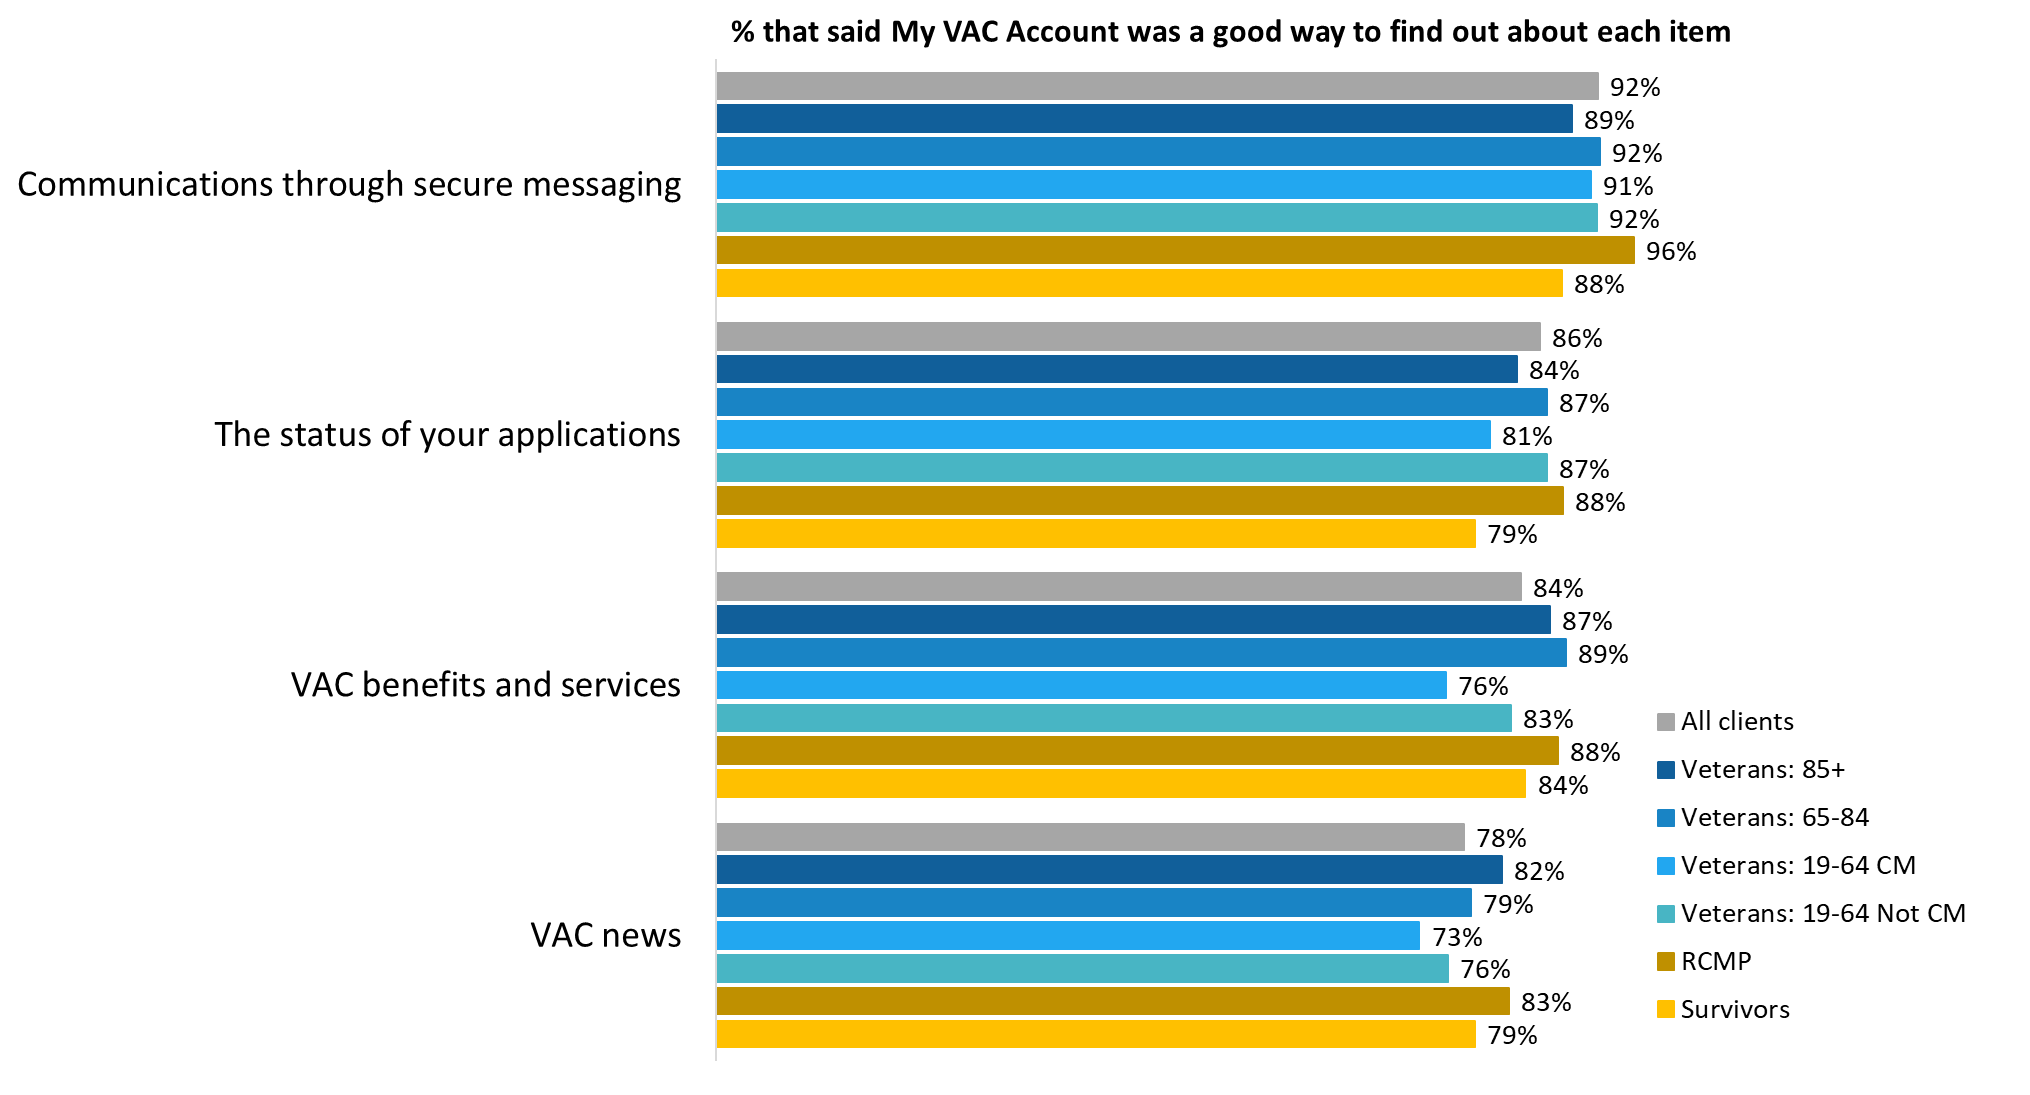 % that said My VAC Account was a good way to find out about each item
Communications through secure messaging
92%
89%
92%
91%
92%
96%
88%
The status of your applications
86%
84%
87%
81%
87%
88%
79%
VAC benefits and services
84%
87%
89%
76%
83%
88%
84%
VAC news
78%
82%
79%
73%
76%
83%
79%
All clients
Veterans: 85+
Veterans: 65-84
Veterans: 19-64 CM
Veterans: 19-64 Not CM
RCMP
Survivors